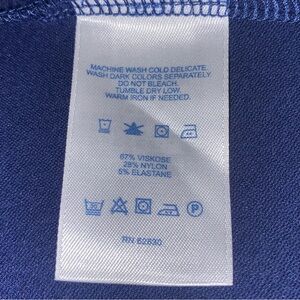 MACHINE WASH COLD DELICATE.
WASH DARK COLORS SEPARATELY.
DO NOT BLEACH.
TUMBLE DRY LOW.
WARM IRON IF NEEDED.
67% VISKOSE
28% NYLON
5% ELASTANE
P
RN 62830